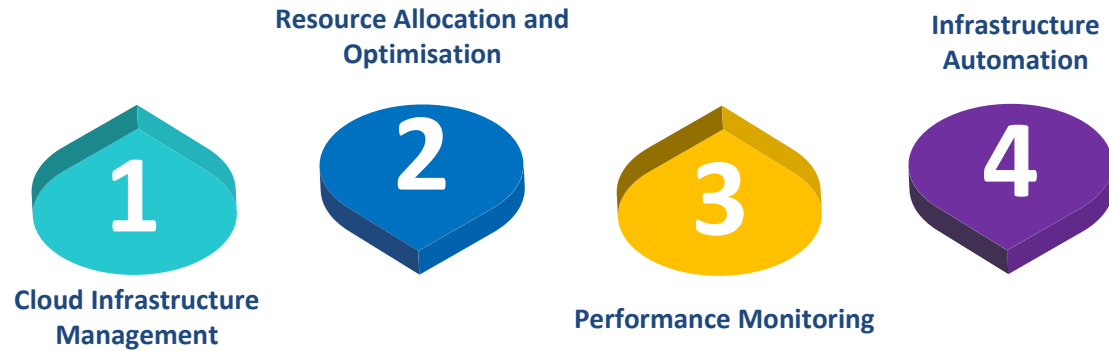 1
Cloud Infrastructure
Management
Resource Allocation and
Optimisation
2
3
Performance Monitoring
Infrastructure
Automation
4